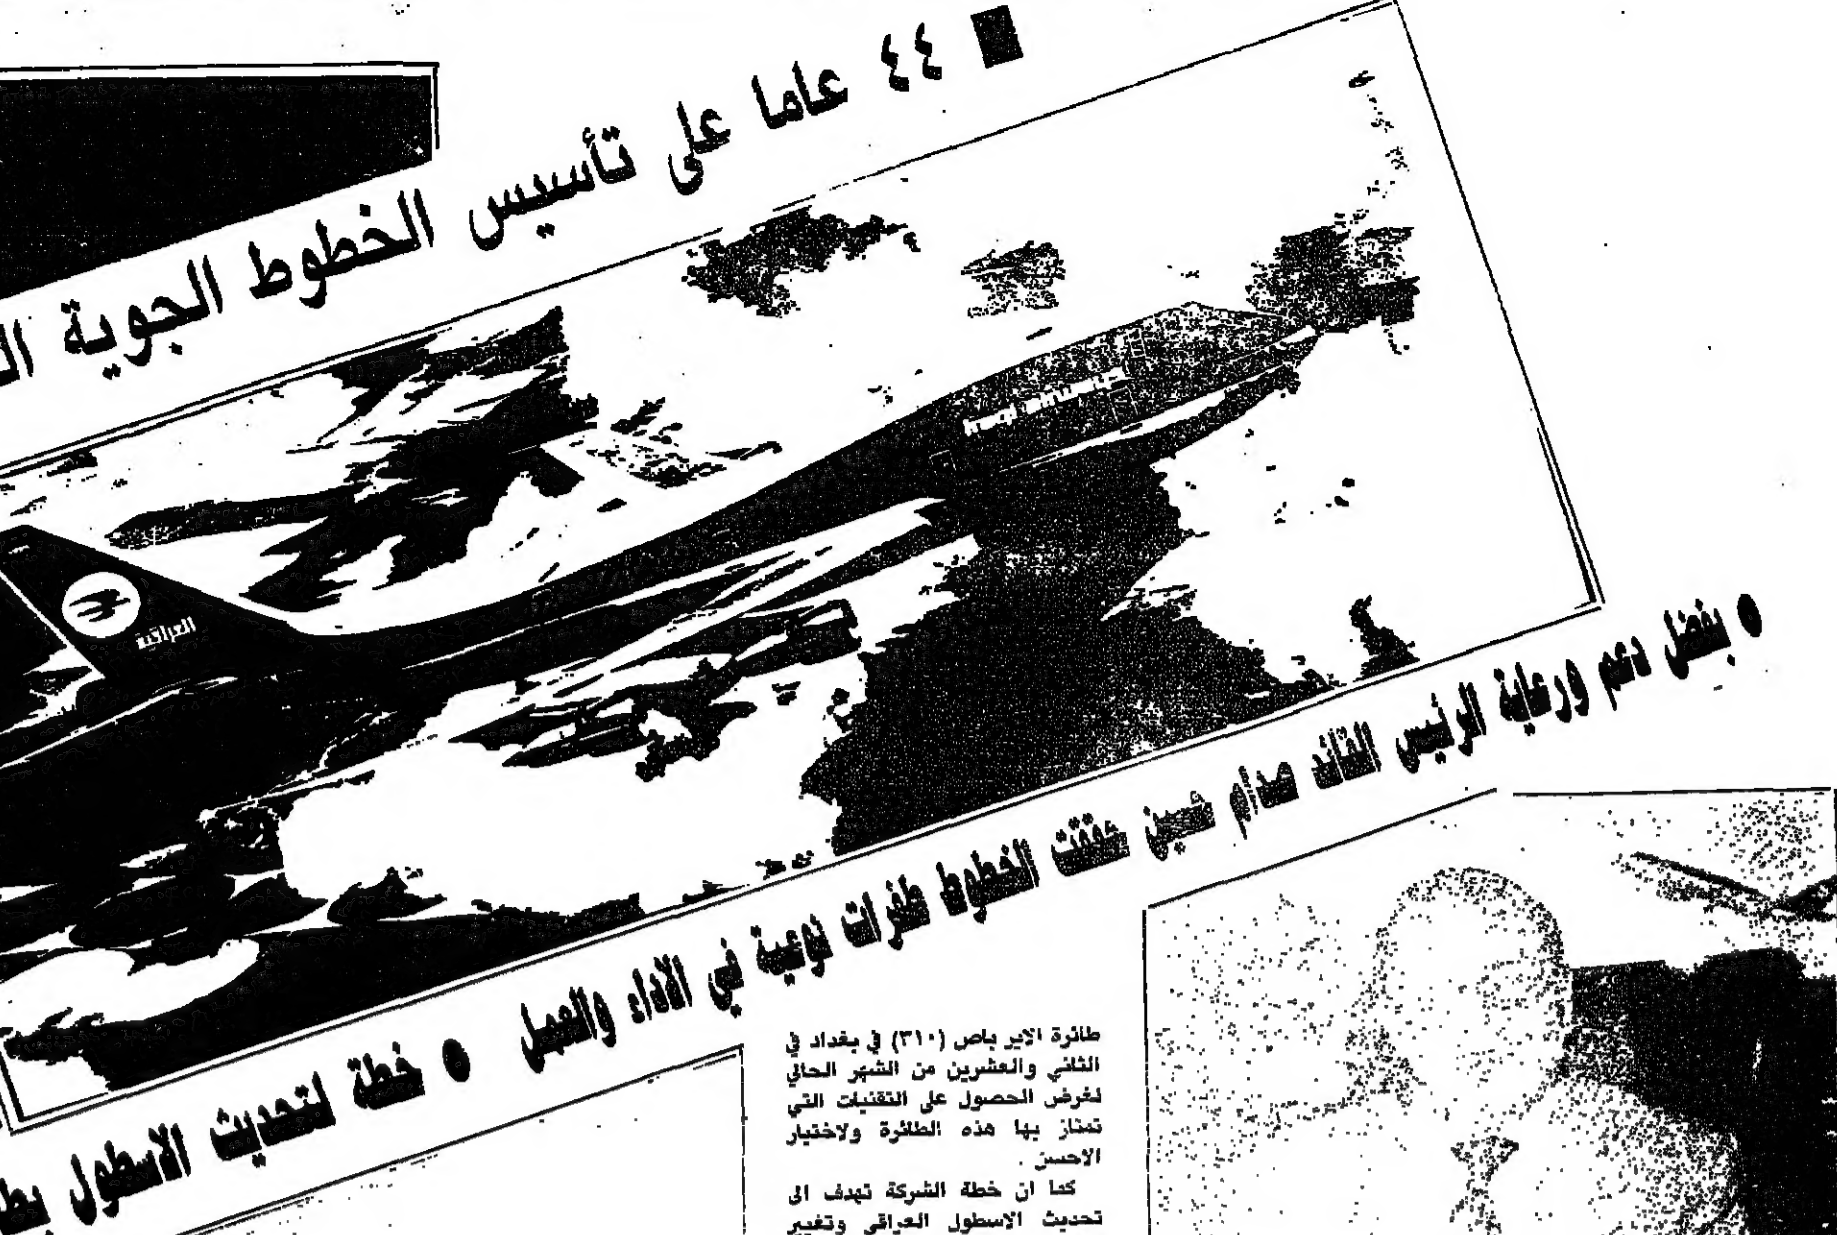 ■ ٤٤ عاما على تأسيس الخطوط الجوية
العراقية
● بفضل دعم ورعاية الرئيس القائد صدام حسين حققت الخطوط طفرات نوعية في الاداء والعمل ● خطة لتحديث الاسطول
طائرة الاير باص (٣١٠) في بغداد في
الثاني والعشرين من الشهر الحالي
لغرض الحصول على التقنيات التي
تمتاز بها هذه الطائرة ولاختيار
الاحسن .
كما ان خطة الشركة تهدف الى
تحديث الاسطول العراقي وتغيير